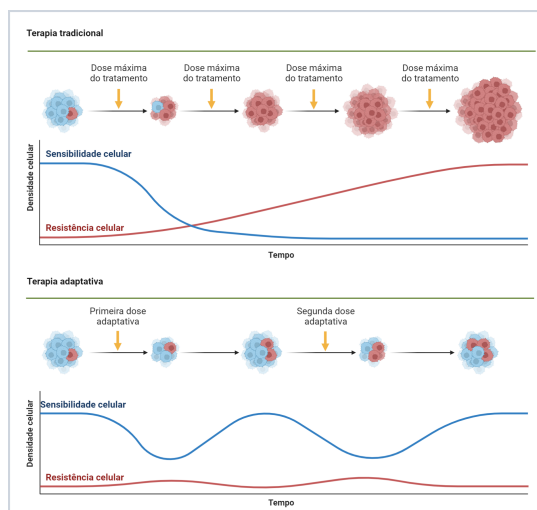 Terapia tradicional
Dose máxima do tratamento
Dose máxima do tratamento
Dose máxima do tratamento
Dose máxima do tratamento
Densidade celular
Sensibilidade celular
Resistência celular
Tempo
Terapia adaptativa
Primeira dose adaptativa
Segunda dose adaptativa
Densidade celular
Sensibilidade celular
Resistência celular
Tempo